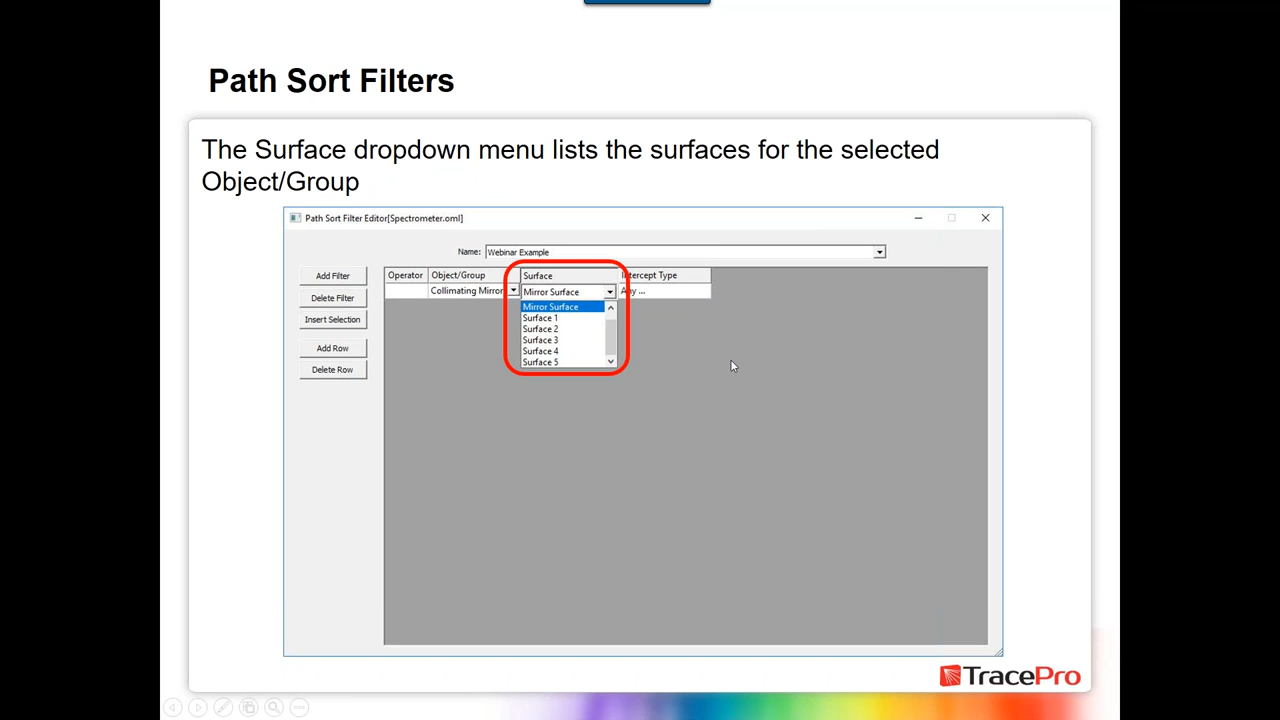 Path Sort Filters
The Surface dropdown menu lists the surfaces for the selected
Object/Group
Path Sort Filter Editor[Spectrometer.oml]
Name: Webinar Example
Add Filter
Delete Filter
Insert Selection
Add Row
Delete Row
Operator Object/Group Surface Intercept Type
Collimating Mirror Mirror Surface Any ...
Mirror Surface
Surface 1
Surface 2
Surface 3
Surface 4
Surface 5
TracePro